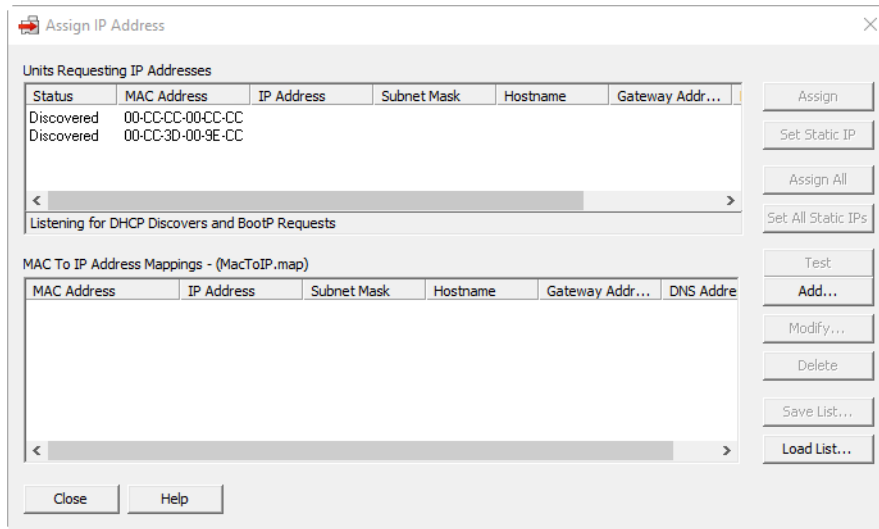 Assign IP Address
Units Requesting IP Addresses
Status MAC Address IP Address Subnet Mask Hostname Gateway Addr...
Discovered 00-CC-CC-00-CC-CC
Discovered 00-CC-3D-00-9E-CC
Listening for DHCP Discovers and BootP Requests
Assign
Set Static IP
Assign All
Set All Static IPs
MAC To IP Address Mappings - (MacToIP.map)
MAC Address IP Address Subnet Mask Hostname Gateway Addr... DNS Addre
Test
Add...
Modify...
Delete
Save List...
Load List...
Close Help